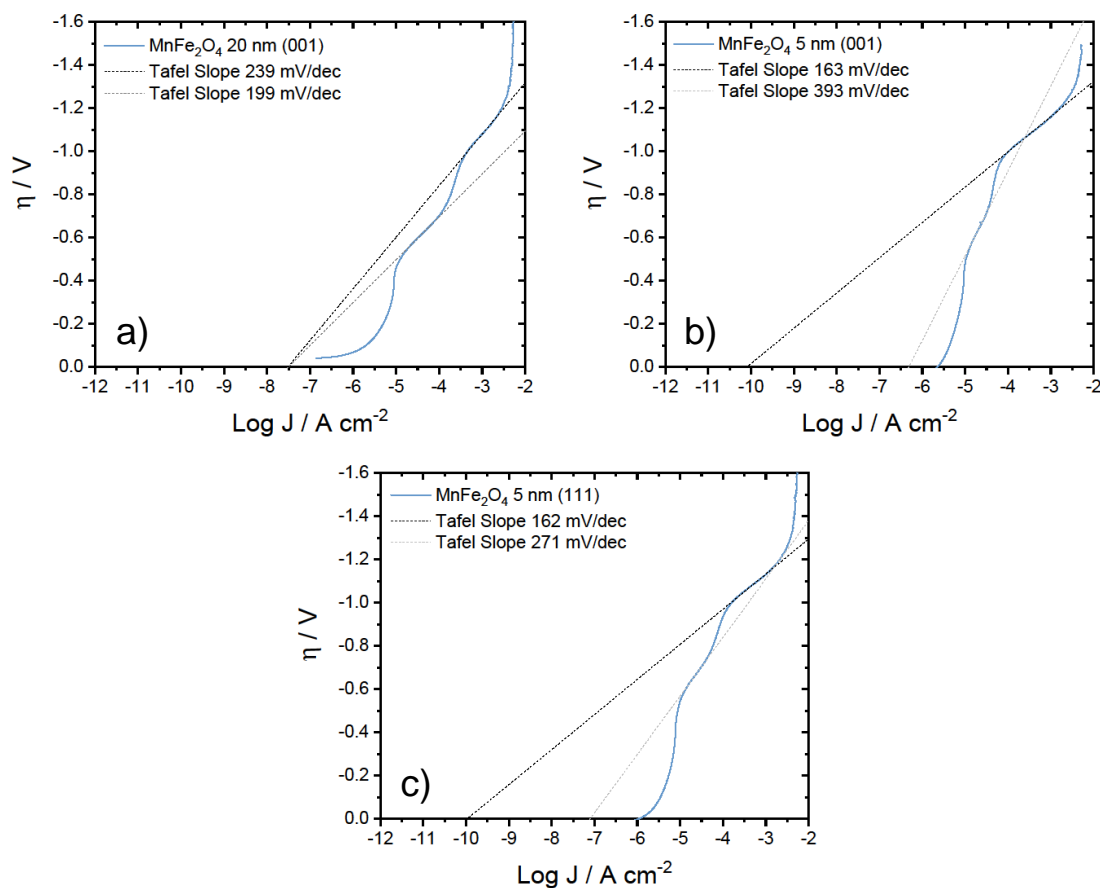 MnFe₂O₄ 20 nm (001)
Tafel Slope 239 mV/dec
Tafel Slope 199 mV/dec
-1.6
-1.4
-1.2
-1.0
-0.8
-0.6
-0.4
-0.2
0.0
η / V
a)
-12 -11 -10 -9 -8 -7 -6 -5 -4 -3 -2
Log J / A cm⁻²
MnFe₂O₄ 5 nm (001)
Tafel Slope 163 mV/dec
Tafel Slope 393 mV/dec
-1.6
-1.4
-1.2
-1.0
-0.8
-0.6
-0.4
-0.2
0.0
η / V
b)
-12 -11 -10 -9 -8 -7 -6 -5 -4 -3 -2
Log J / A cm⁻²
MnFe₂O₄ 5 nm (111)
Tafel Slope 162 mV/dec
Tafel Slope 271 mV/dec
-1.6
-1.4
-1.2
-1.0
-0.8
-0.6
-0.4
-0.2
0.0
η / V
c)
-12 -11 -10 -9 -8 -7 -6 -5 -4 -3 -2
Log J / A cm⁻²